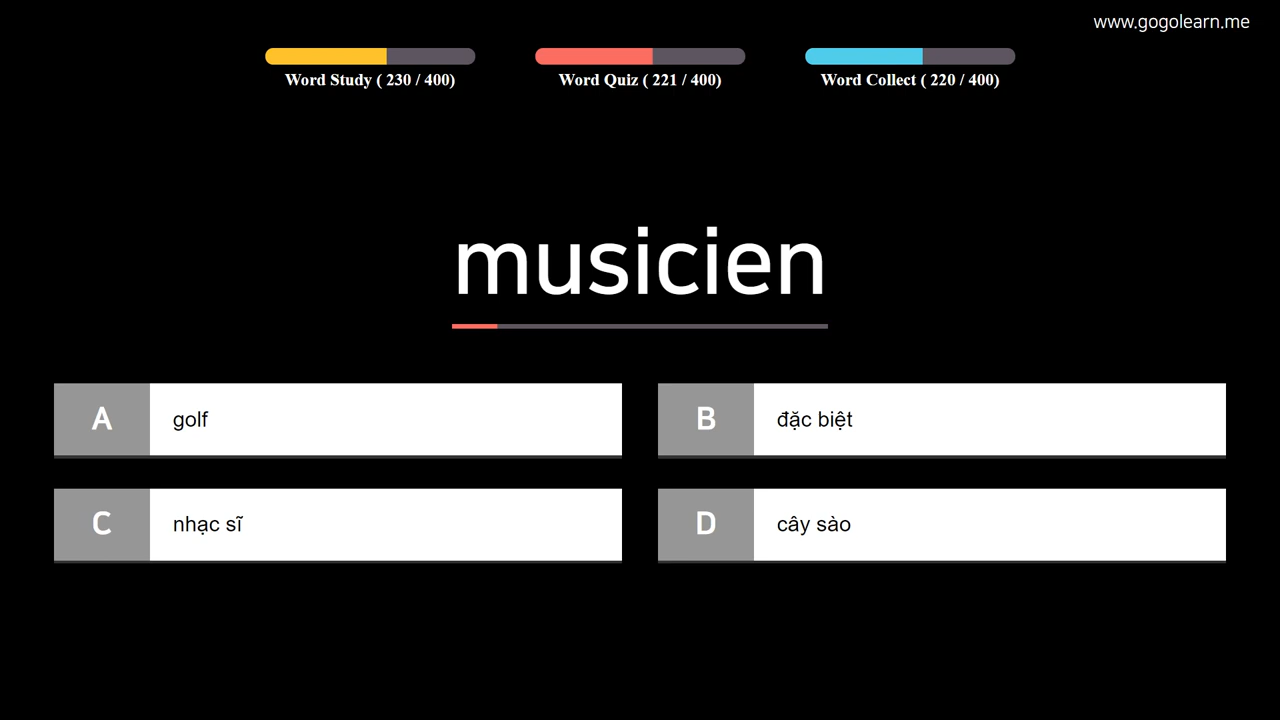 www.gogolearn.me
Word Study ( 230 / 400)
Word Quiz ( 221 / 400)
Word Collect ( 220 / 400)
musicien
A
golf
B
đặc biệt
C
nhạc sĩ
D
cây sào